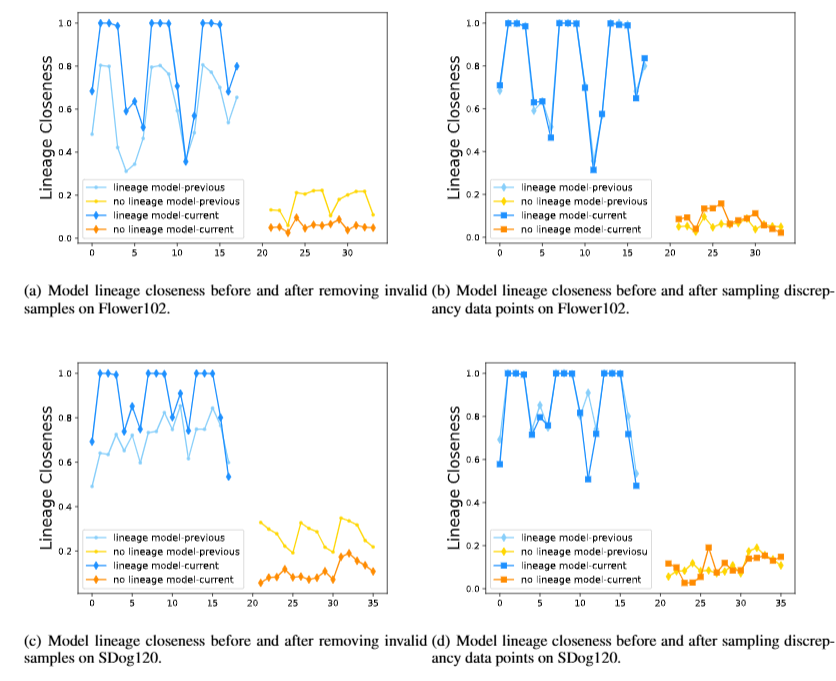 Lineage Closeness
1.0
0.8
0.6
0.4
0.2
0.0
lineage model-previous
no lineage model-previous
lineage model-current
no lineage model-current
0 5 10 15 20 25 30
(a) Model lineage closeness before and after removing invalid samples on Flower102.
Lineage Closeness
1.0
0.8
0.6
0.4
0.2
0.0
lineage model-previous
no lineage model-previous
lineage model-current
no lineage model-current
0 5 10 15 20 25 30
(b) Model lineage closeness before and after sampling discrep-
ancy data points on Flower102.
Lineage Closeness
1.0
0.8
0.6
0.4
0.2
lineage model-previous
no lineage model-previous
lineage model-current
no lineage model-current
0 5 10 15 20 25 30 35
(c) Model lineage closeness before and after removing invalid
samples on SDog120.
Lineage Closeness
1.0
0.8
0.6
0.4
0.2
0.0
lineage model-previous
no lineage model-previosu
lineage model-current
no lineage model-current
0 5 10 15 20 25 30 35
(d) Model lineage closeness before and after sampling discrep-
ancy data points on SDog120.